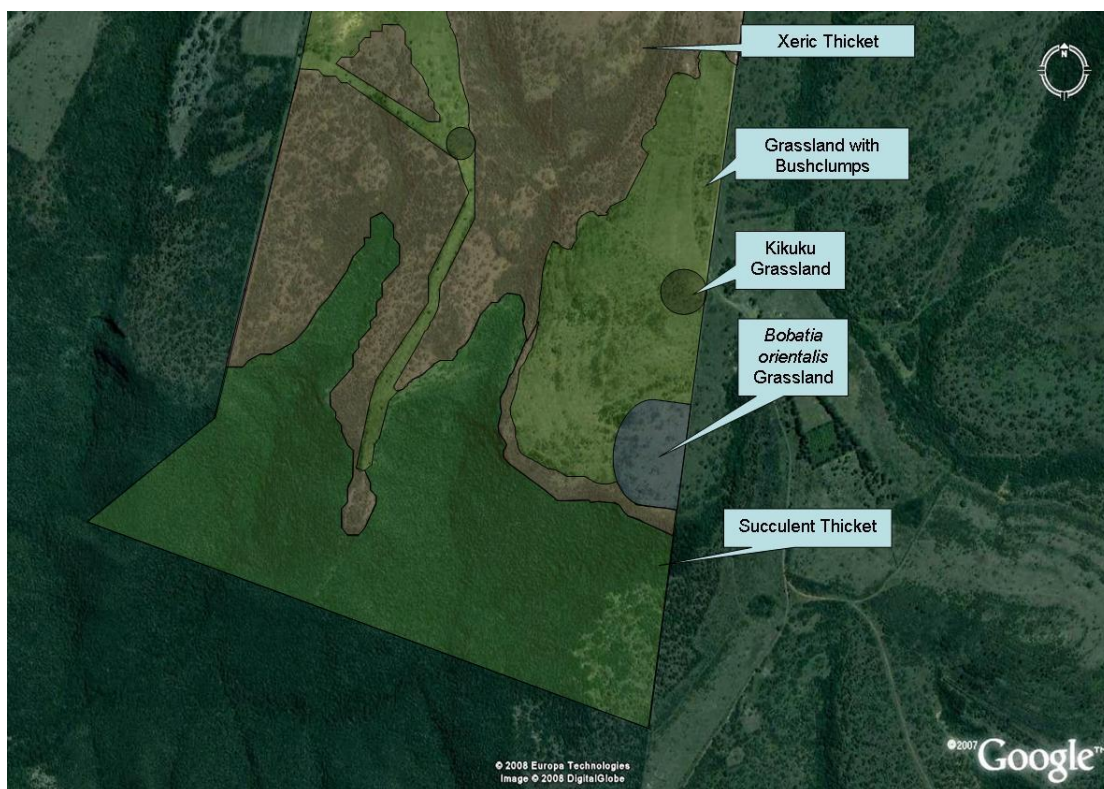 Xeric Thicket
N
Grassland with
Bushclumps
Kikuku
Grassland
Bobatia
orientalis
Grassland
Succulent Thicket
© 2008 Europa Technologies
Image © 2008 DigitalGlobe
©2007 Google™